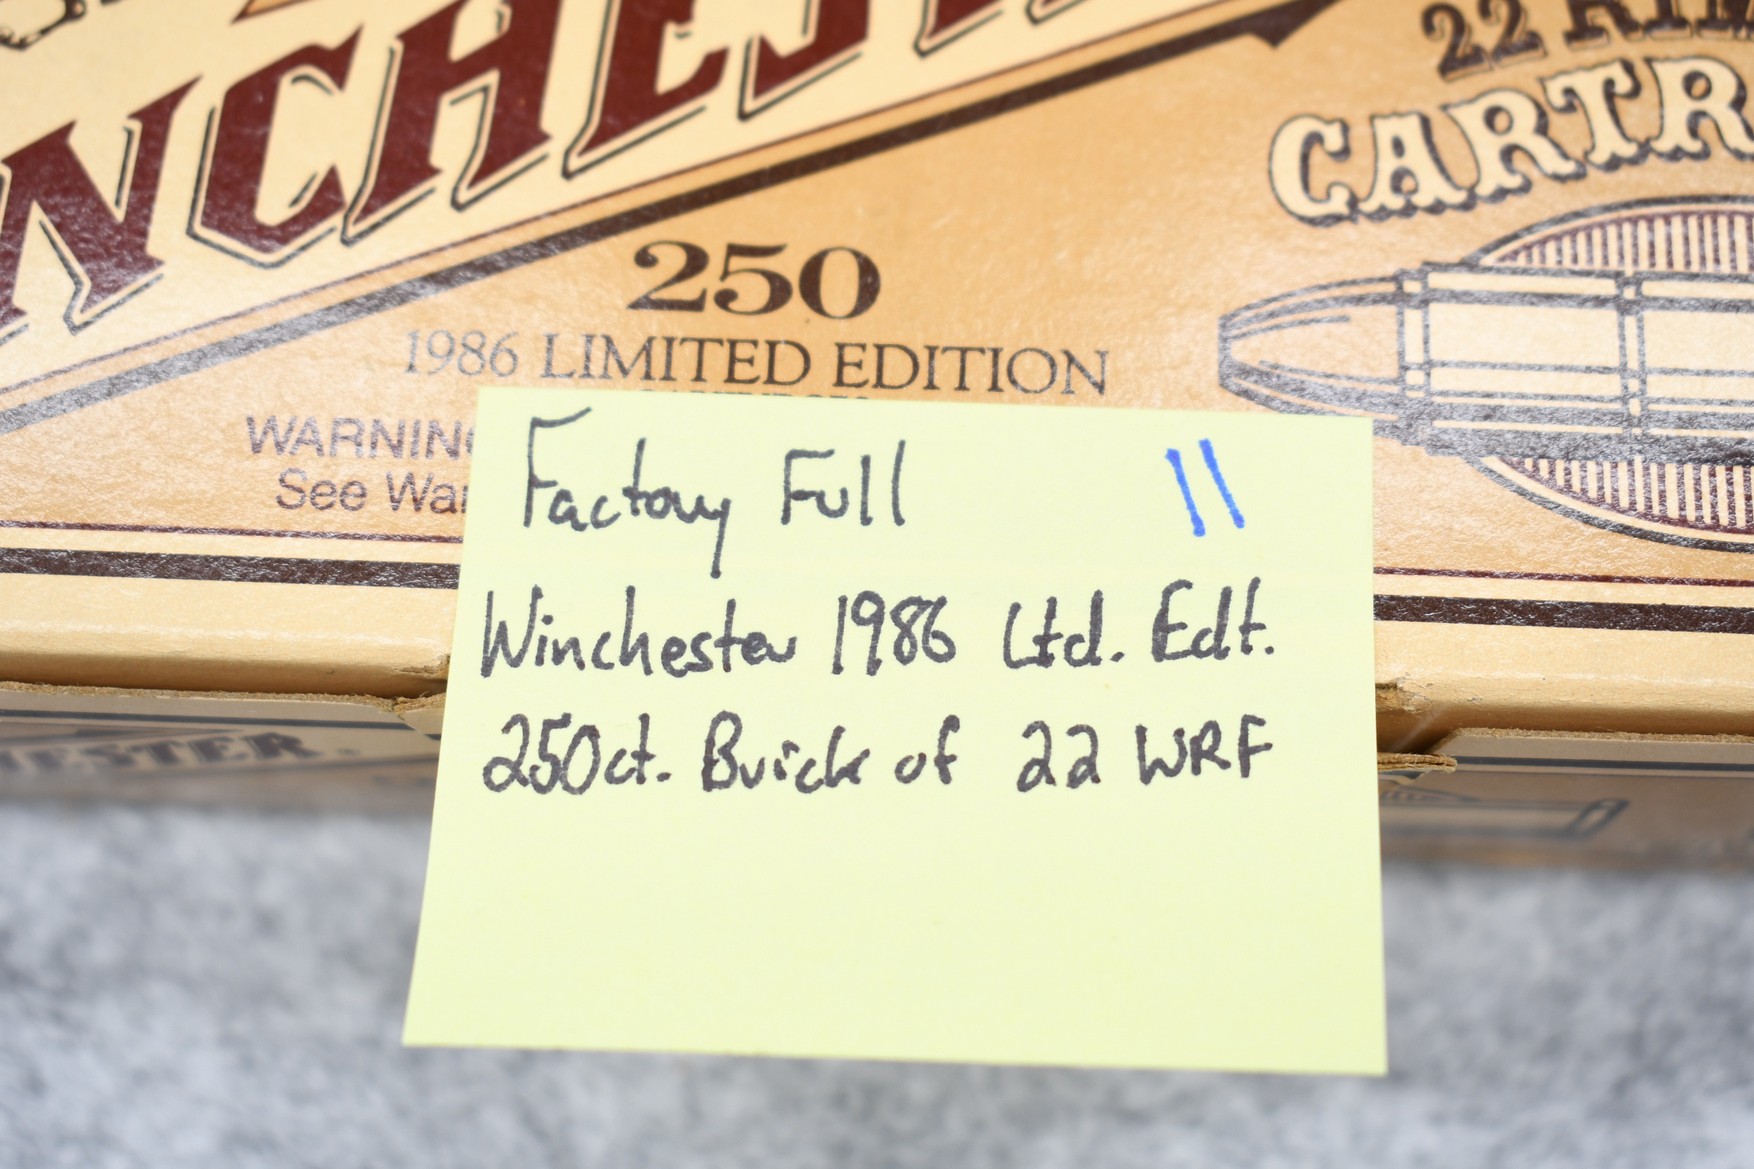 NCHEST
22 RIM
CARTR
250
1986 LIMITED EDITION
WARNING
See War
Factory Full 11
Winchester 1986 Ltd. Edt.
250ct. Brick of 22 WRF
HESTER.